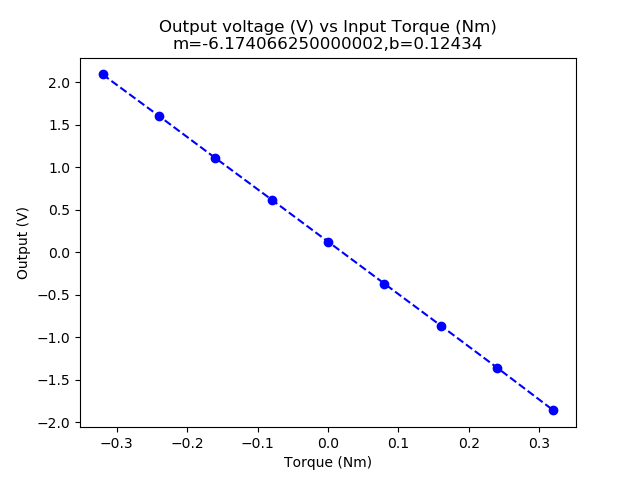 Output voltage (V) vs Input Torque (Nm)
m=-6.174066250000002,b=0.12434
2.0
1.5
1.0
0.5
0.0
−0.5
−1.0
−1.5
−2.0
Output (V)
−0.3 −0.2 −0.1 0.0 0.1 0.2 0.3
Torque (Nm)